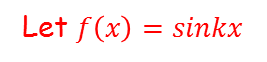 Let f(x) = sinkx